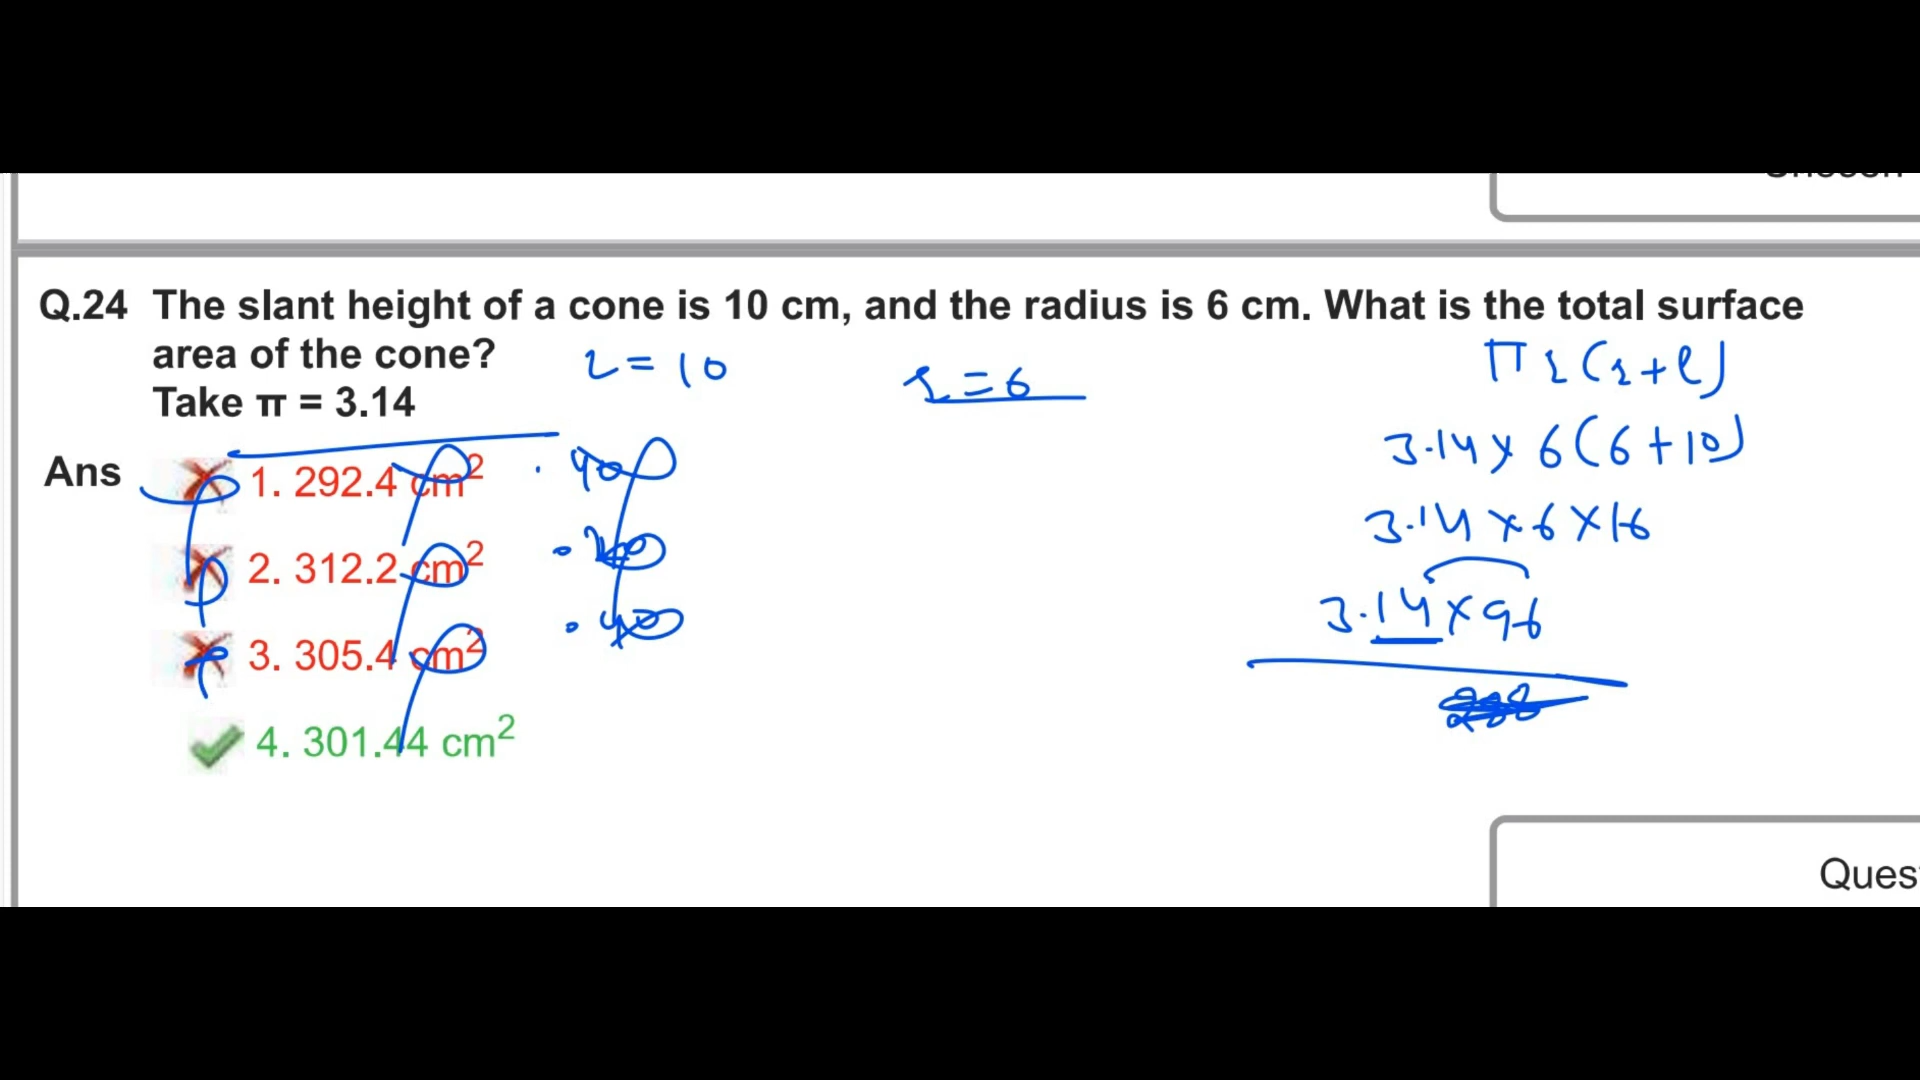 Q.24 The slant height of a cone is 10 cm, and the radius is 6 cm. What is the total surface
area of the cone?
l = 10
r = 6
πr(r+l)
Take π = 3.14
3.14 × 6(6+10)
Ans
1. 292.4 cm²
. 40
3.14 × 6 × 16
2. 312.2 cm²
3.14 × 96
3. 305.4 cm²
. 40
288
4. 301.44 cm²
Ques